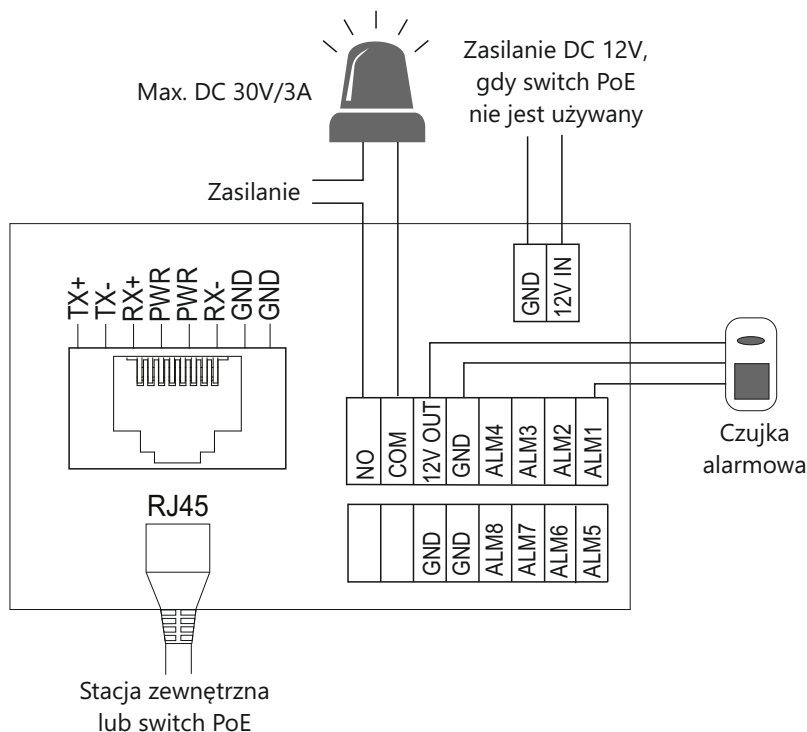 Max. DC 30V/3A
Zasilanie DC 12V,
gdy switch PoE
nie jest używany
Zasilanie
TX+
TX-
RX+
PWR
PWR
RX-
GND
GND
GND
12V IN
NO
COM
12V OUT
GND
ALM4
ALM3
ALM2
ALM1
Czujka
alarmowa
RJ45
GND
GND
ALM8
ALM7
ALM6
ALM5
Stacja zewnętrzna
lub switch PoE